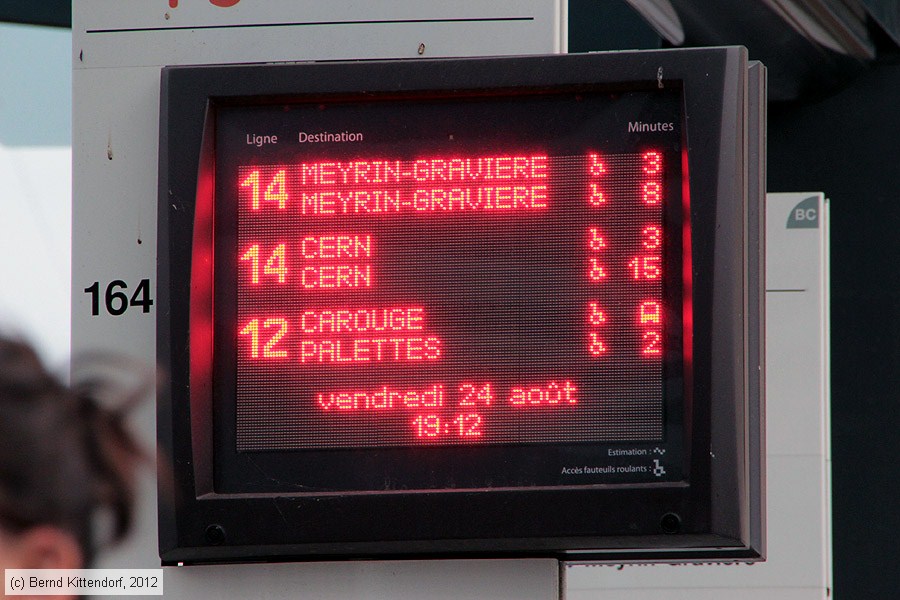 Ligne Destination Minutes
14 MEYRIN-GRAVIERE 3
MEYRIN-GRAVIERE 8
14 CERN 3
CERN 15
12 CAROUGE
PALETTES 2
vendredi 24 août
19:12
Estimation :
Accès fauteuils roulants :
164
BC
(c) Bernd Kittendorf, 2012